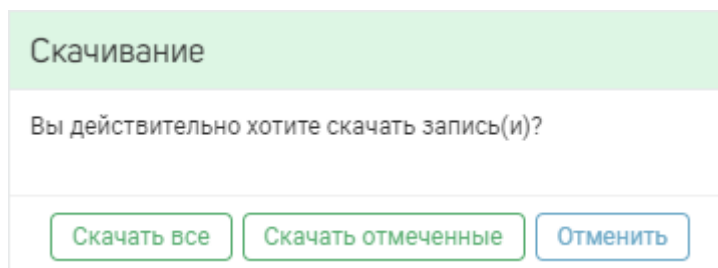 Скачивание
Вы действительно хотите скачать запись(и)?
Скачать все Скачать отмеченные Отменить